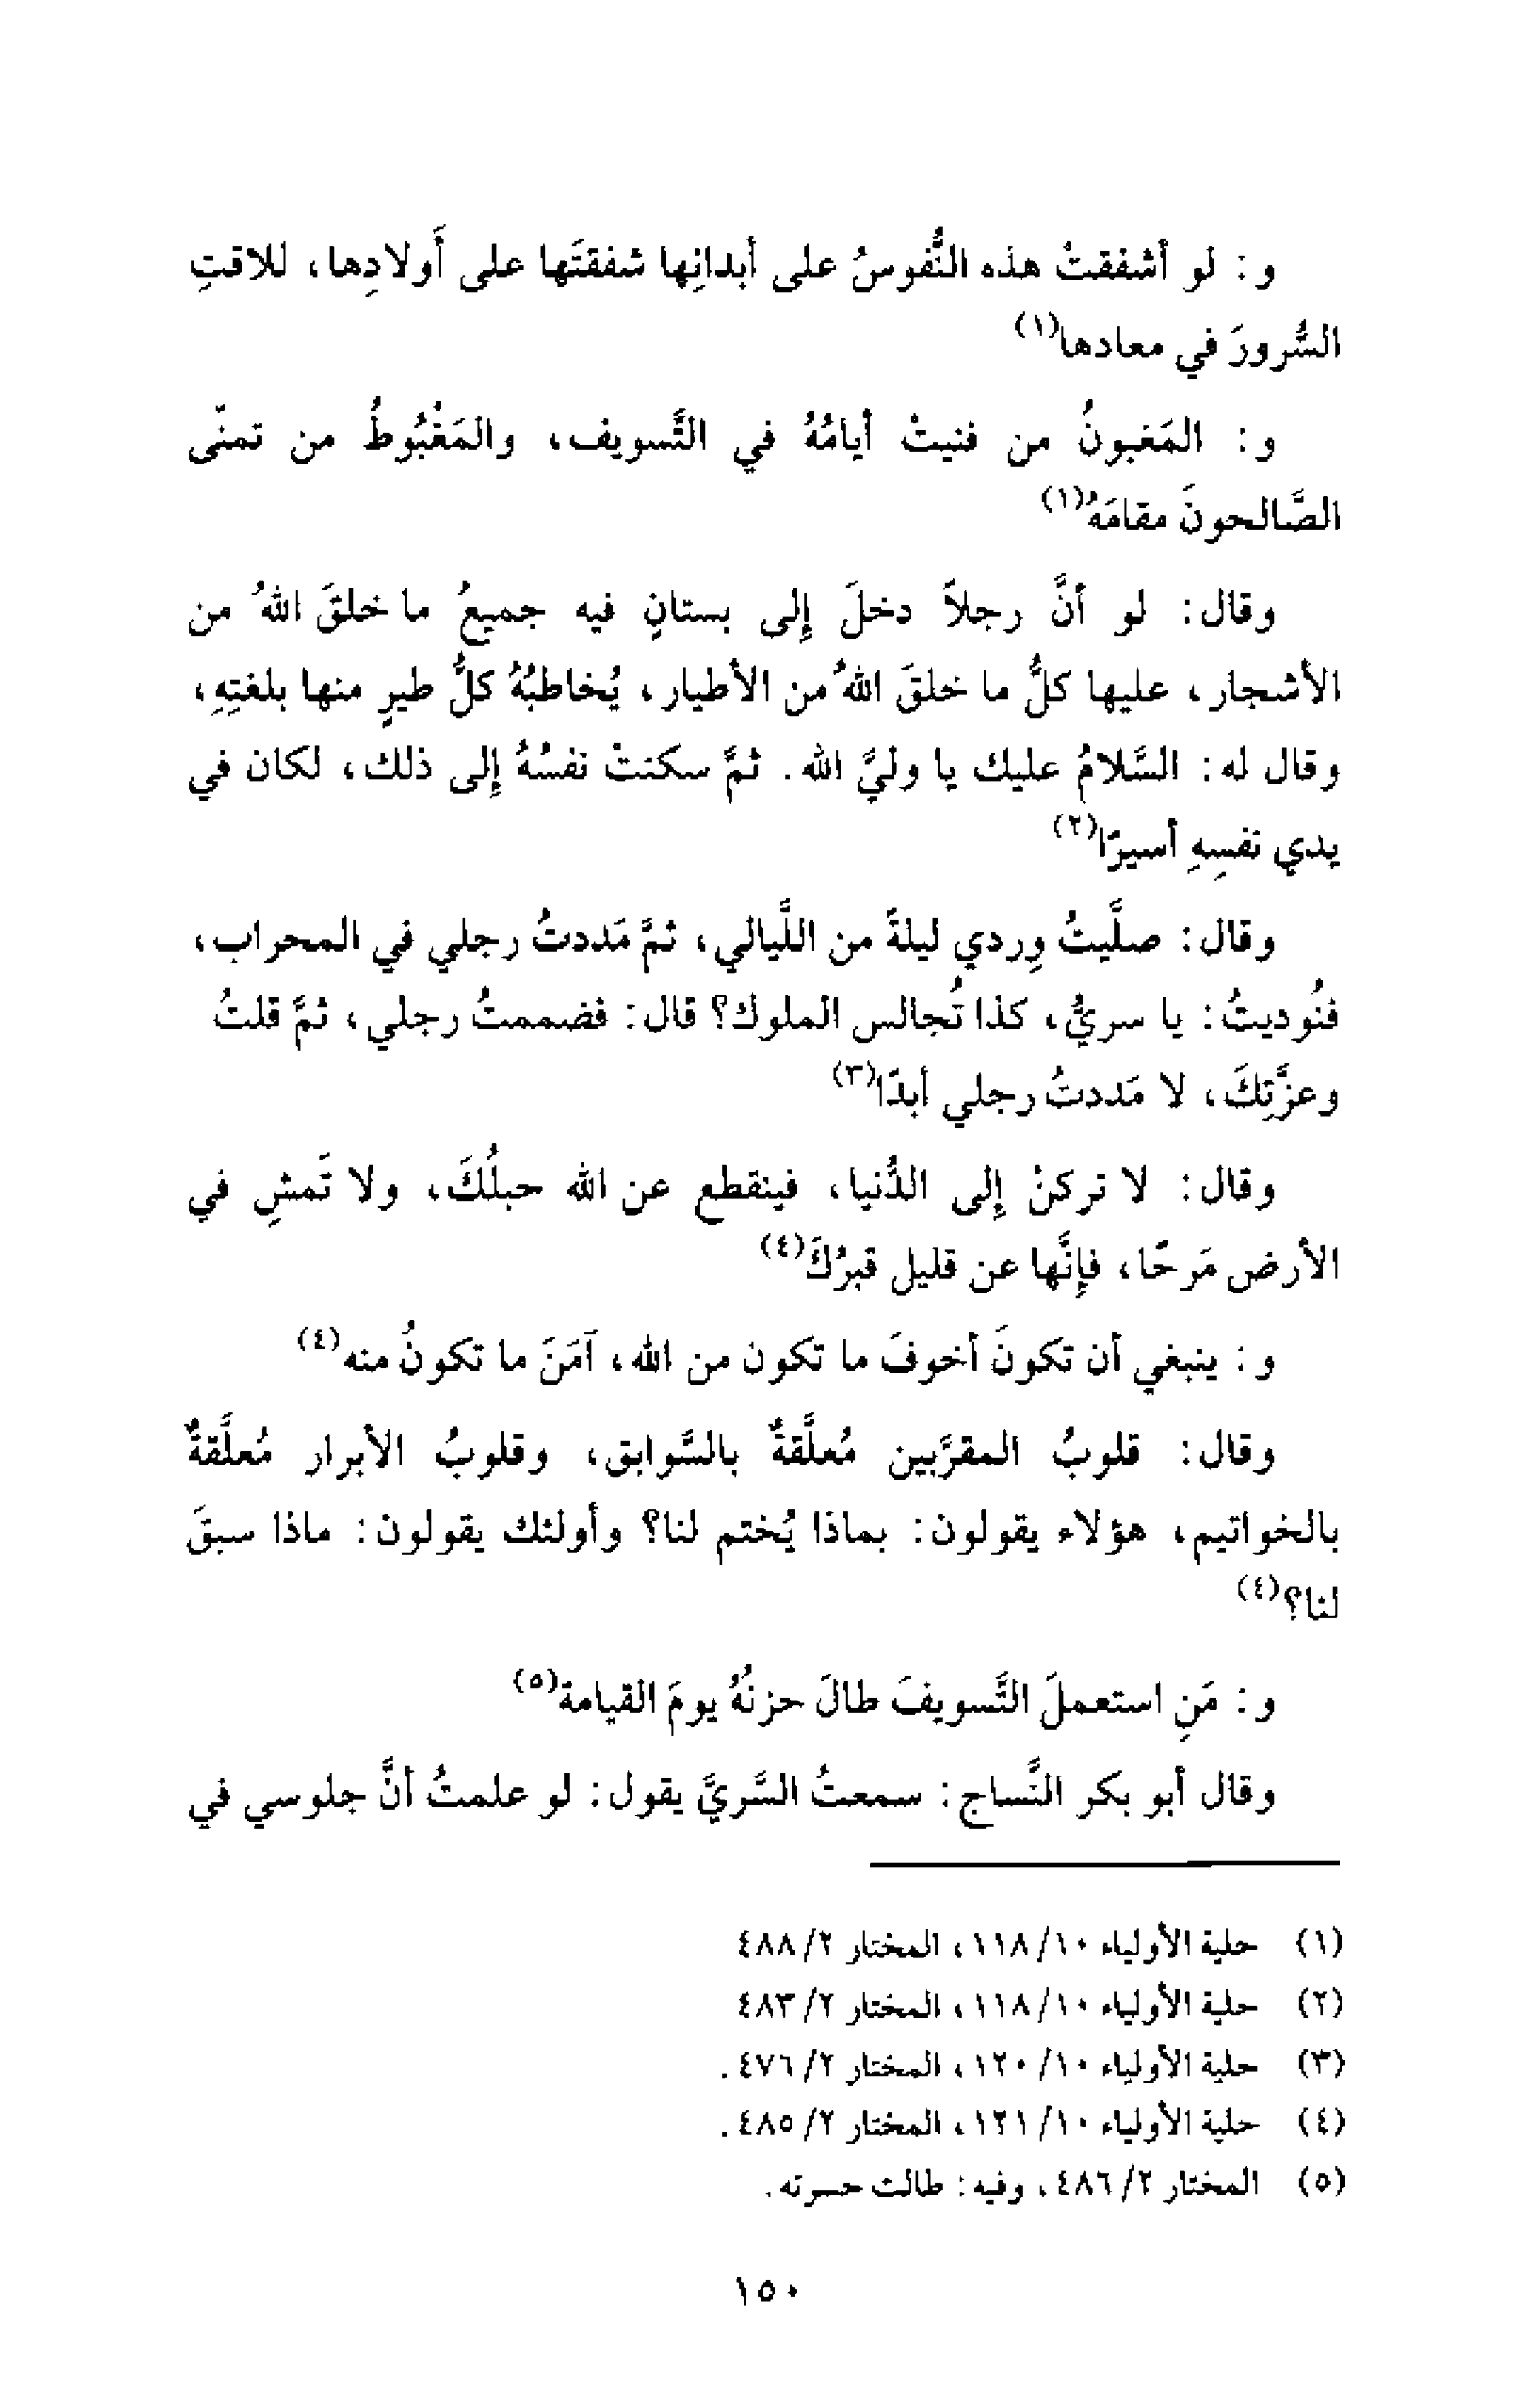 و: لو أشفقتْ هذه النُّفوسُ على أبدانِها شفقتَها على أَولادِها، للاقتِ
السُّرورَ في معادها(١)
و: المَغبونُ من فنيتْ أيامُهُ في التَّسويف، والمَغْبُوطُ من تمنّى
الصَّالحونَ مقامَهُ(١)
وقال: لو أنَّ رجلاً دخلَ إلى بستانٍ فيه جميعُ ما خلقَ اللهُ من
الأشجار، عليها كلُّ ما خلقَ اللهُ من الأطيار، يُخاطبُهُ كلُّ طيرٍ منها بلغتِهِ،
وقال له: السَّلامُ عليك يا وليَّ الله. ثمَّ سكنتْ نفسُهُ إلى ذلك، لكان في
يدي نفسِهِ أسيرًا(٢)
وقال: صلَّيتُ وِردي ليلةً من اللَّيالي، ثمَّ مَددتُ رجلي في المحراب،
فنُوديتُ: يا سريُّ، كذا تُجالس الملوك؟ قال: فضممتُ رجلي، ثمَّ قلتُ
وعزَّتِكَ، لا مَددتُ رجلي أبدًا(٣)
وقال: لا تركنْ إلى الدُّنيا، فينقطع عن الله حبلُكَ، ولا تَمشِ في
الأرض مَرحًا، فإنَّها عن قليل قبرُكَ(٤)
و: ينبغي أن تكونَ أخوفَ ما تكون من الله، آمَنَ ما تكونُ منه(٤)
وقال: قلوبُ المقرَّبين مُعلَّقةٌ بالسَّوابق، وقلوبُ الأبرار مُعلَّقةٌ
بالخواتيم، هؤلاء يقولون: بماذا يُختم لنا؟ وأولئك يقولون: ماذا سبقَ
لنا؟(٤)
و: مَنِ استعملَ التَّسويفَ طالَ حزنُهُ يومَ القيامة(٥)
وقال أبو بكر النَّساج: سمعتُ السَّريَّ يقول: لو علمتُ أنَّ جلوسي في
(١) حلية الأولياء ١٠/ ١١٨، المختار ٢/ ٤٨٨
(٢) حلية الأولياء ١٠/ ١١٨، المختار ٢/ ٤٨٣
(٣) حلية الأولياء ١٠/ ١٢٠، المختار ٢/ ٤٧٦.
(٤) حلية الأولياء ١٠/ ١٢١، المختار ٢/ ٤٨٥.
(٥) المختار ٢/ ٤٨٦، وفيه: طالت حسرته.
١٥٠